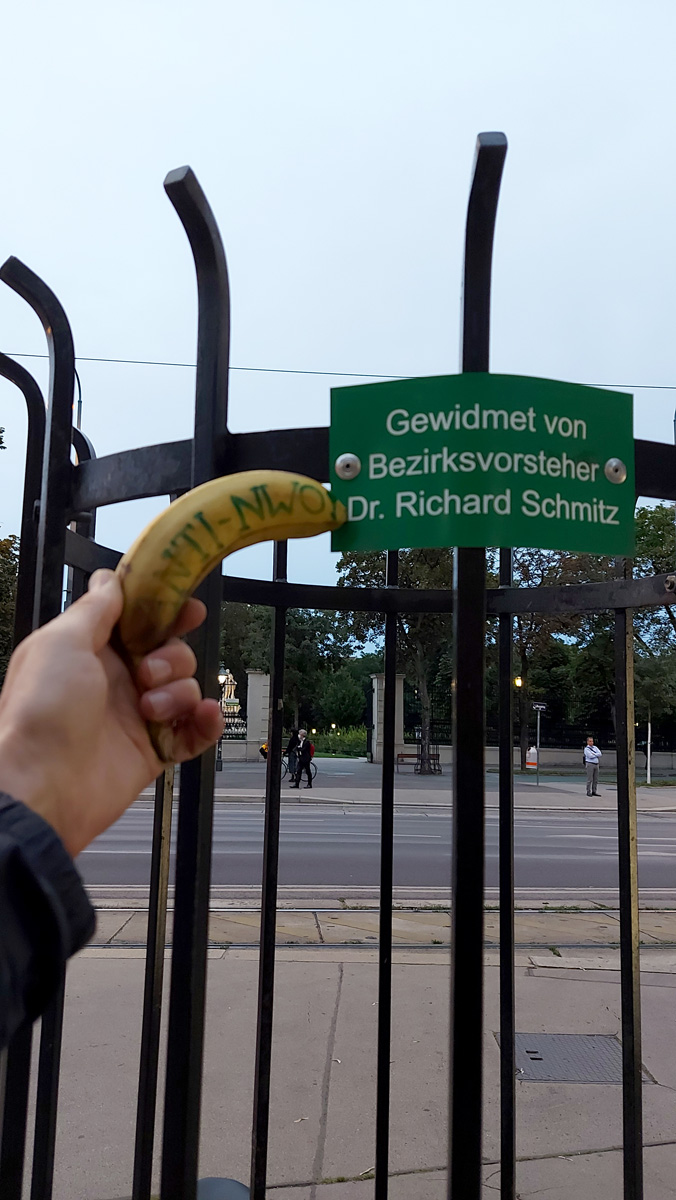 Gewidmet von
Bezirksvorsteher
Dr. Richard Schmitz
ANTI-NWO